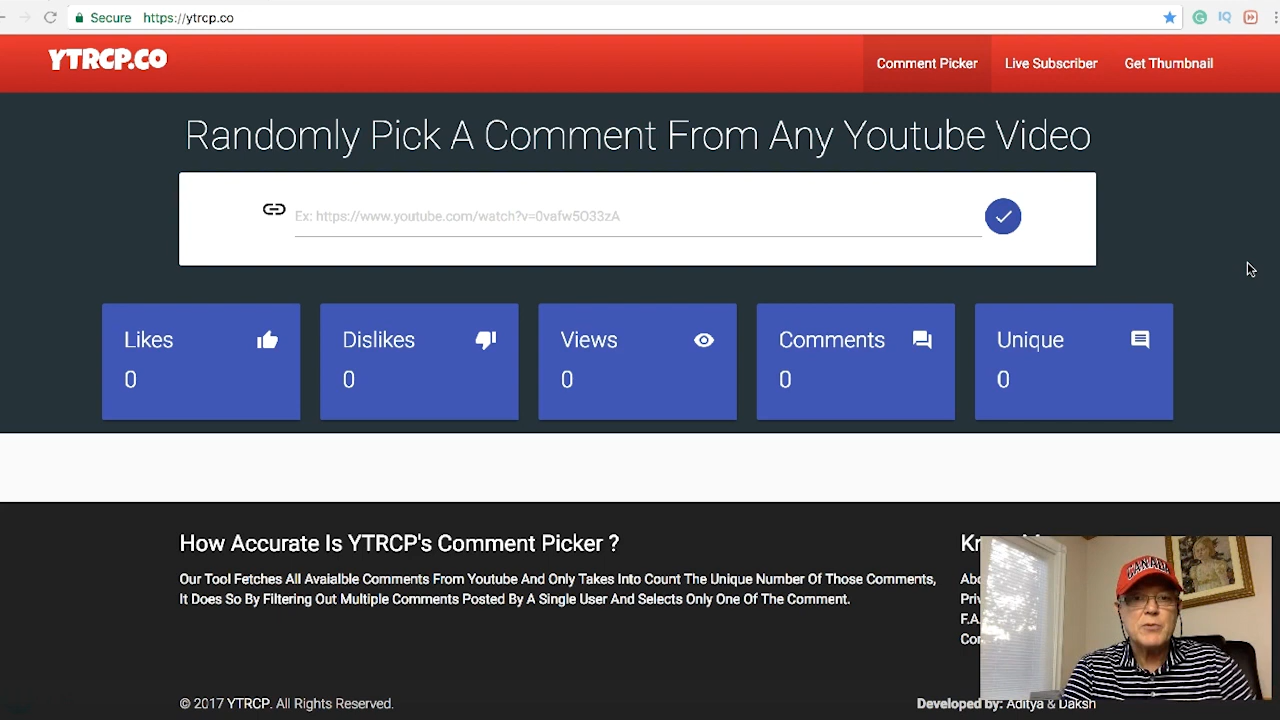 Secure https://ytrcp.co
IQ
YTRCP.CO
Comment Picker Live Subscriber Get Thumbnail
Randomly Pick A Comment From Any Youtube Video
Ex: https://www.youtube.com/watch?v=0vafw5O33zA
Likes Dislikes Views Comments Unique
0 0 0 0 0
How Accurate Is YTRCP's Comment Picker ?
Our Tool Fetches All Avaialble Comments From Youtube And Only Takes Into Count The Unique Number Of Those Comments,
It Does So By Filtering Out Multiple Comments Posted By A Single User And Selects Only One Of The Comment.
CANADA
© 2017 YTRCP. All Rights Reserved.
Developed by: Aditya & Daksh